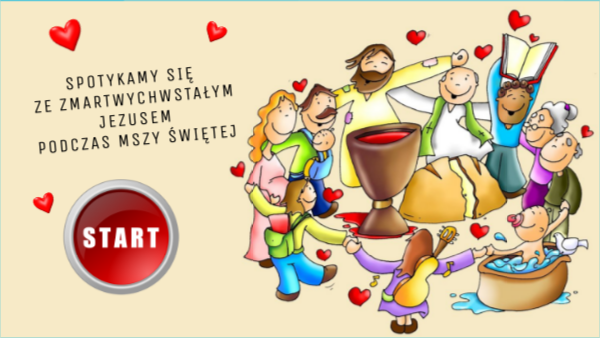 SPOTYKAMY SIĘ
ZE ZMARTWYCHWSTAŁYM
JEZUSEM
PODCZAS MSZY ŚWIĘTEJ
START